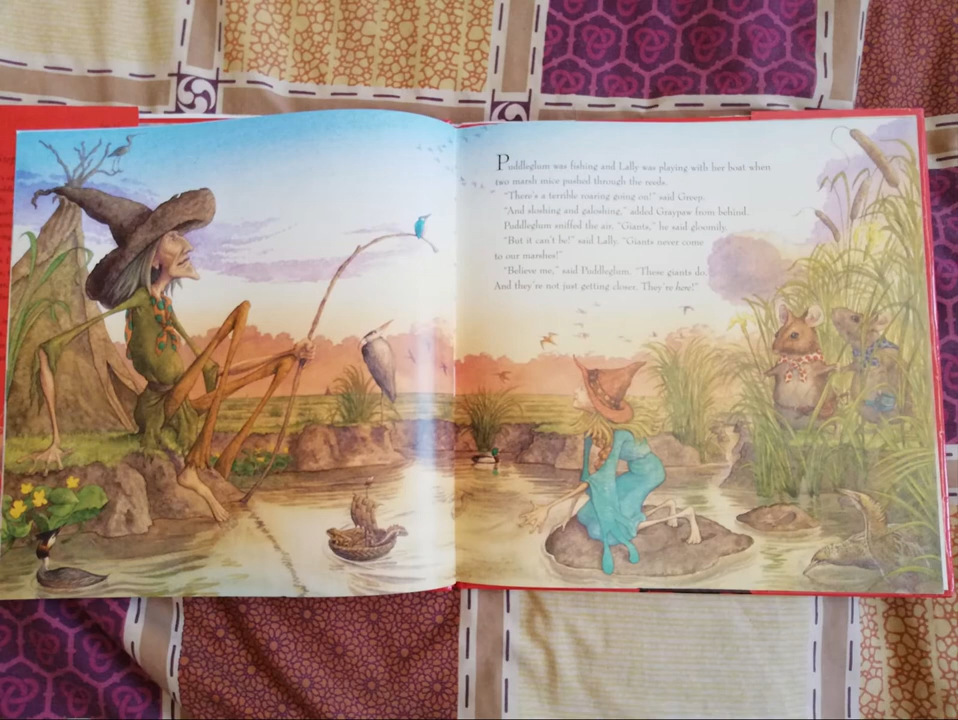 Puddleglum was fishing and Lally was playing with her boat when
two marsh mice pushed through the reeds.
"There's a terrible roaring going on!" said Greep.
"And sloshing and galoshing," added Graypaw from behind.
Puddleglum sniffed the air. "Giants," he said gloomily.
"But it can't be!" said Lally. "Giants never come
to our marshes!"
"Believe me," said Puddleglum. "These giants do.
And they're not just getting closer. They're here!"